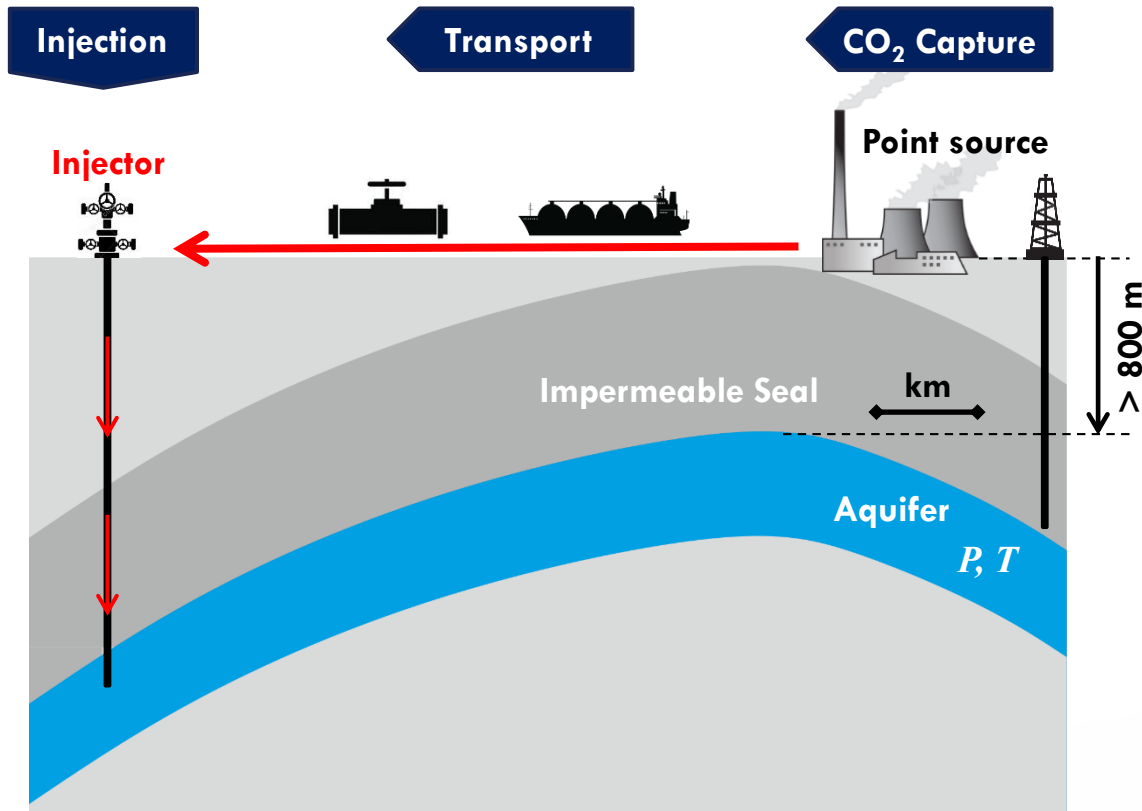 Injection
Transport
CO₂ Capture
Point source
Injector
> 800 m
km
Impermeable Seal
Aquifer
P, T